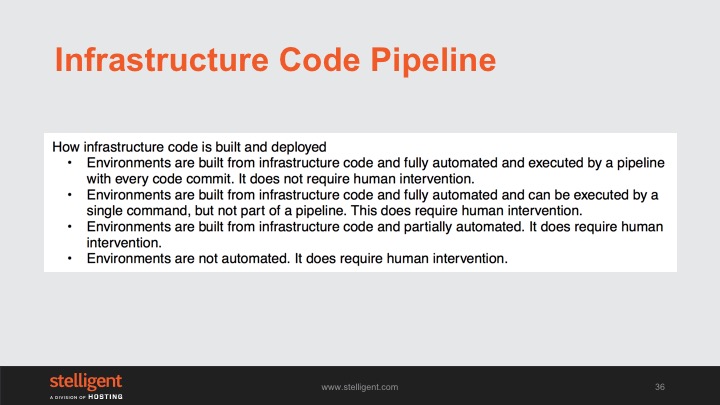 Infrastructure Code Pipeline
How infrastructure code is built and deployed
• Environments are built from infrastructure code and fully automated and executed by a pipeline
with every code commit. It does not require human intervention.
• Environments are built from infrastructure code and fully automated and can be executed by a
single command, but not part of a pipeline. This does require human intervention.
• Environments are built from infrastructure code and partially automated. It does require human
intervention.
• Environments are not automated. It does require human intervention.
stelligent
A DIVISION OF HOSTING
www.stelligent.com
36